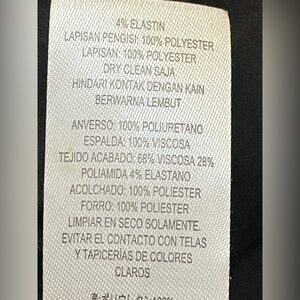 4% ELASTIN
LAPISAN PENGISI: 100% POLYESTER
LAPISAN: 100% POLYESTER
DRY CLEAN SAJA
HINDARI KONTAK DENGAN KAIN
BERWARNA LEMBUT
ANVERSO: 100% POLIURETANO
ESPALDA: 100% VISCOSA
TEJIDO ACABADO: 68% VISCOSA 28%
POLIAMIDA 4% ELASTANO
ACOLCHADO: 100% POLIESTER
FORRO: 100% POLIESTER
LIMPIAR EN SECO SOLAMENTE.
EVITAR EL CONTACTO CON TELAS
Y TAPICERÍAS DE COLORES
CLAROS